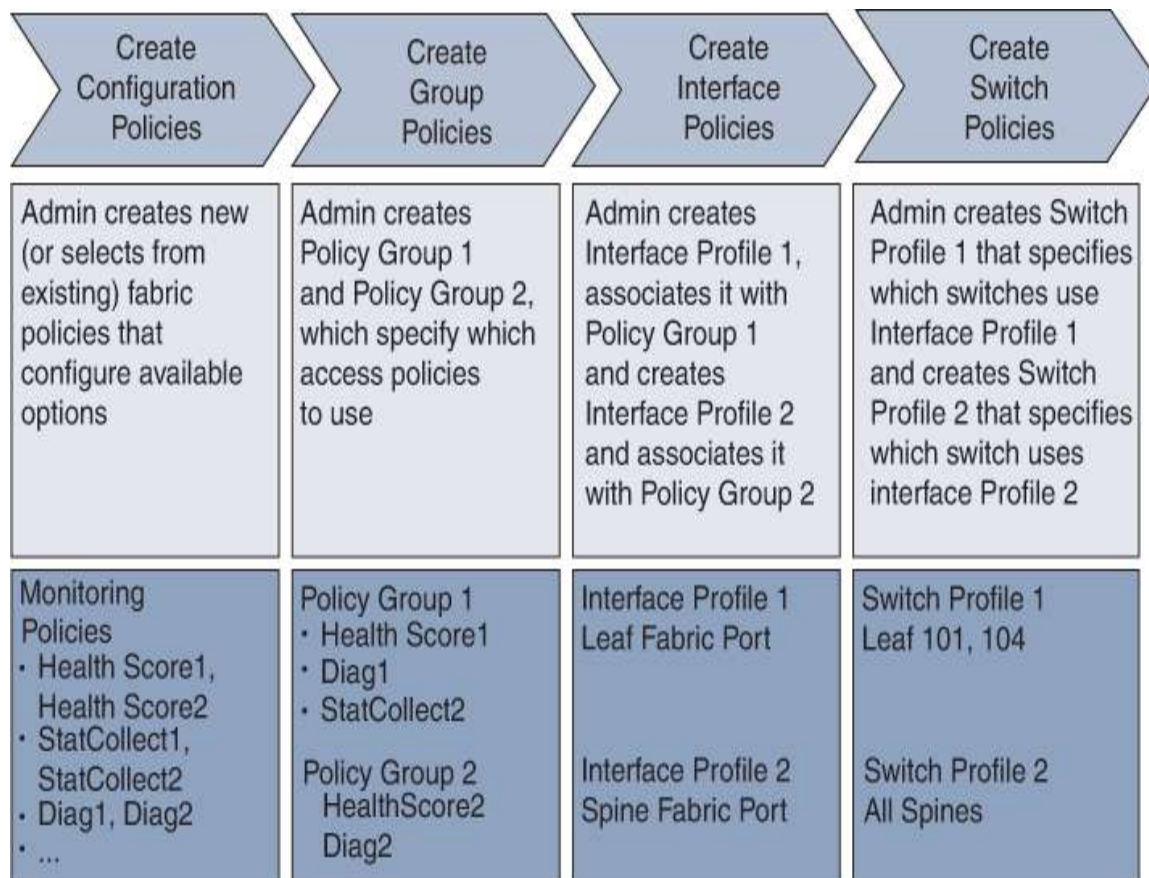 Create
Configuration
Policies
Create
Group
Policies
Create
Interface
Policies
Create
Switch
Policies
Admin creates new
(or selects from
existing) fabric
policies that
configure available
options
Admin creates
Policy Group 1
and Policy Group 2,
which specify which
access policies
to use
Admin creates
Interface Profile 1,
associates it with
Policy Group 1
and creates
Interface Profile 2
and associates it
with Policy Group 2
Admin creates Switch
Profile 1 that specifies
which switches use
Interface Profile 1
and creates Switch
Profile 2 that specifies
which switch uses
interface Profile 2
Monitoring
Policies
• Health Score1,
Health Score2
• StatCollect1,
StatCollect2
• Diag1, Diag2
• ...
Policy Group 1
• Health Score1
• Diag1
• StatCollect2
Policy Group 2
HealthScore2
Diag2
Interface Profile 1
Leaf Fabric Port
Interface Profile 2
Spine Fabric Port
Switch Profile 1
Leaf 101, 104
Switch Profile 2
All Spines